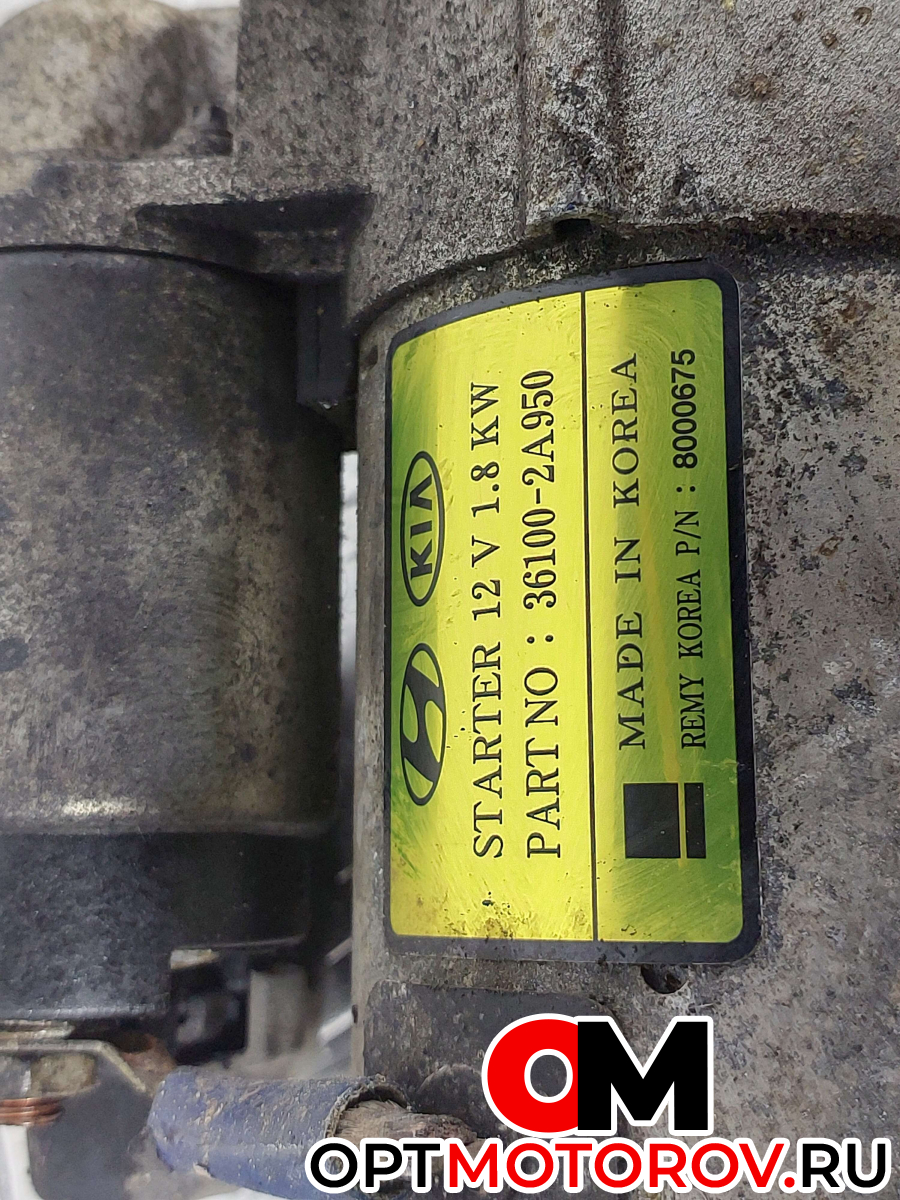 KIA
STARTER 12 V 1.8 KW
PART NO : 36100-2A950
MADE IN KOREA
REMY KOREA P/N : 8000675
OM
OPTMOTOROV.RU